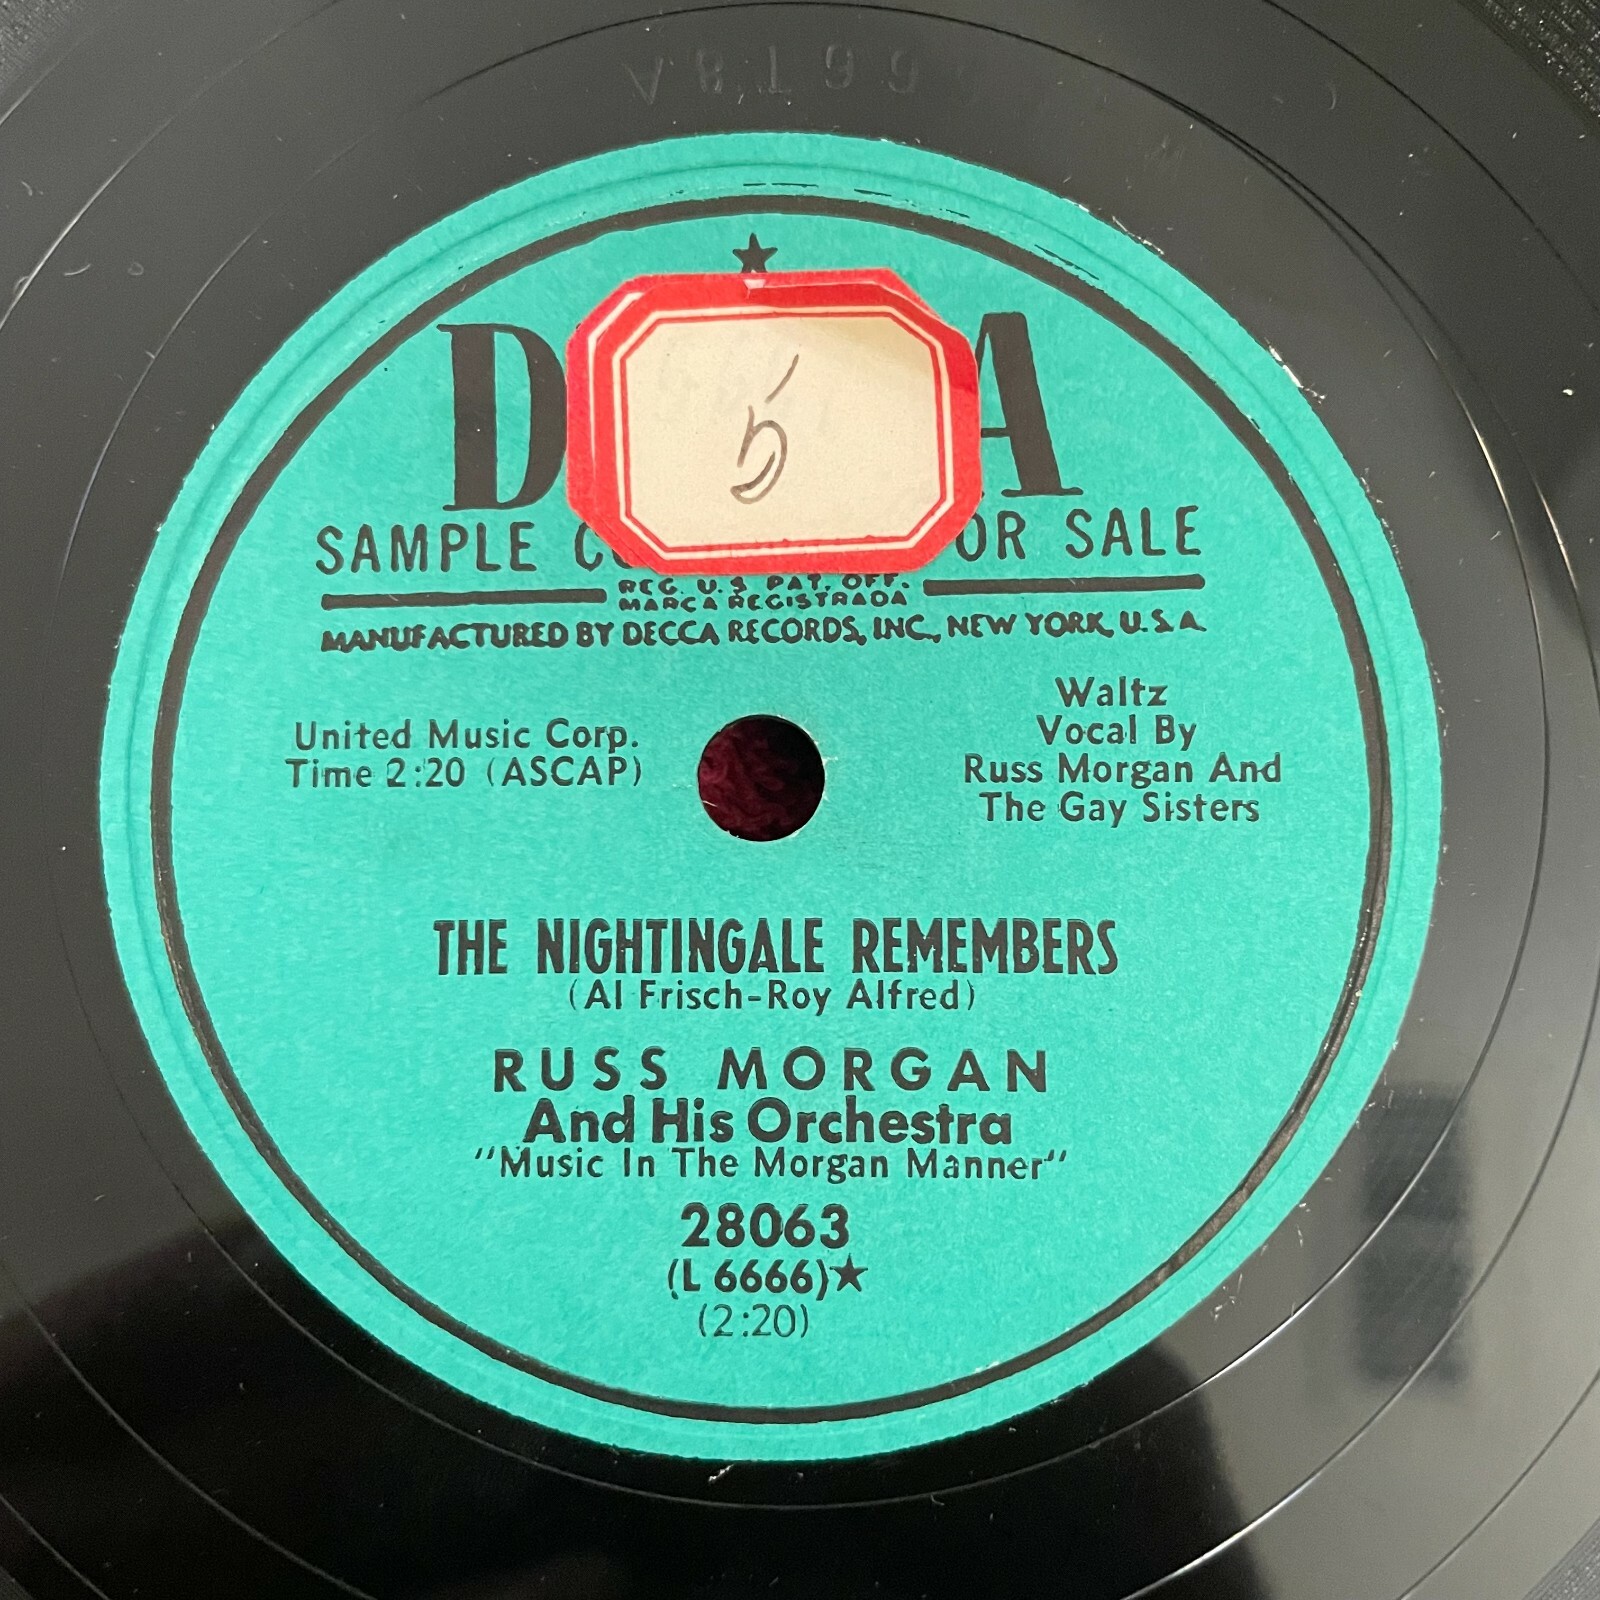 D A
5
SAMPLE OR SALE
REG. U.S. PAT. OFF.
MARCA REGISTRADA
MANUFACTURED BY DECCA RECORDS, INC., NEW YORK, U.S.A.
United Music Corp.
Time 2:20 (ASCAP)
Waltz
Vocal By
Russ Morgan And
The Gay Sisters
THE NIGHTINGALE REMEMBERS
(Al Frisch-Roy Alfred)
RUSS MORGAN
And His Orchestra
"Music In The Morgan Manner"
28063
(L 6666)★
(2:20)